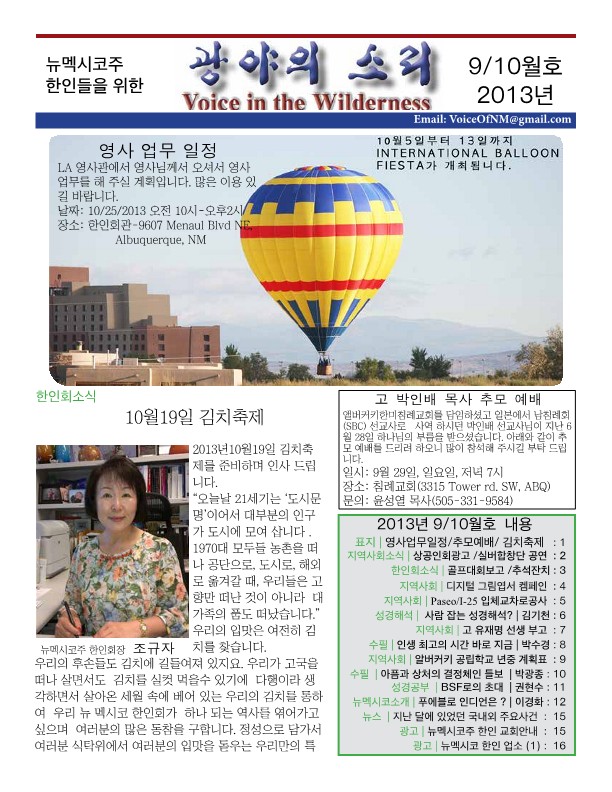 뉴멕시코주
한인들을 위한
광야의 소리
Voice in the Wilderness
9/10월호
2013년
Email: VoiceOfNM@gmail.com
영사 업무 일정
LA 영사관에서 영사님께서 오셔서 영사
업무를 해 주실 계획입니다. 많은 이용 있
길 바랍니다.
날짜: 10/25/2013 오전 10시-오후2시
장소: 한인회관-9607 Menaul Blvd NE,
Albuquerque, NM
10월5일부터 13일까지
INTERNATIONAL BALLOON
FIESTA가 개최됩니다.
한인회소식
10월19일 김치축제
2013년10월19일 김치축
제를 준비하며 인사 드립
니다.
“오늘날 21세기는 ‘도시문
명’이어서 대부분의 인구
가 도시에 모여 삽니다 .
1970대 모두들 농촌을 떠
나 공단으로, 도시로, 해외
로 옮겨갈 때, 우리들은 고
향만 떠난 것이 아니라 대
가족의 품도 떠났습니다.”
우리의 입맛은 여전히 김
치를 찾습니다.
뉴멕시코주 한인회장 조규자
우리의 후손들도 김치에 길들여져 있지요. 우리가 고국을
떠나 살면서도 김치를 실컷 먹을수 있기에 다행이라 생
각하면서 살아온 세월 속에 베어 있는 우리의 김치를 통하
여 우리 뉴 멕시코 한인회가 하나 되는 역사를 엮어가고
싶으며 여러분의 많은 동참을 구합니다. 정성으로 담가서
여러분 식탁위에서 여러분의 입맛을 돋우는 우리만의 특
고 박인배 목사 추모 예배
앨버커키한미침례교회를 담임하셨고 일본에서 남침례회
(SBC) 선교사로 사역 하시던 박인배 선교사님이 지난 6
월 28일 하나님의 부름을 받으셨습니다. 아래와 같이 추
모 예배를 드리려 하오니 많이 참석해 주시길 부탁 드립
니다.
일시: 9월 29일, 일요일, 저녁 7시
장소: 침례교회(3315 Tower rd. SW, ABQ)
문의: 윤성열 목사(505-331-9584)
2013년 9/10월호 내용
표지 | 영사업무일정/추모예배/ 김치축제 : 1
지역사회소식 | 상공인회광고 /실버합창단 공연 : 2
한인회소식 | 골프대회보고 /추석잔치 : 3
지역사회 | 디지털 그림엽서 켐페인 : 4
지역사회 | Paseo/I-25 입체교차로공사 : 5
성경해석 | 사람 잡는 성경해석? | 김기천 : 6
지역사회 | 고 유재명 선생 부고 : 7
수필 | 인생 최고의 시간 바로 지금 | 박수경 : 8
지역사회 | 알버커키 공립학교 년중 계획표 : 9
수필 | 아픔과 상처의 결정체인 들보 | 박광종 : 10
성경공부 | BSF로의 초대 | 권현수 : 11
뉴멕시코소개 | 푸에블로 인디언은 ? | 이경화 : 12
뉴스 | 지난 달에 있었던 국내외 주요사건 : 15
광고 | 뉴멕시코주 한인 교회안내 : 15
광고 | 뉴멕시코 한인 업소 (1) : 16